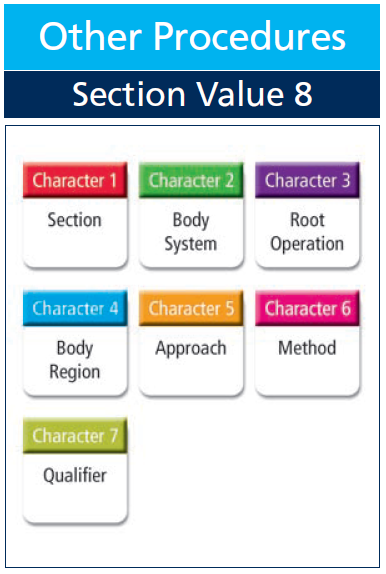 Other Procedures
Section Value 8
Character 1
Section
Character 2
Body
System
Character 3
Root
Operation
Character 4
Body
Region
Character 5
Approach
Character 6
Method
Character 7
Qualifier